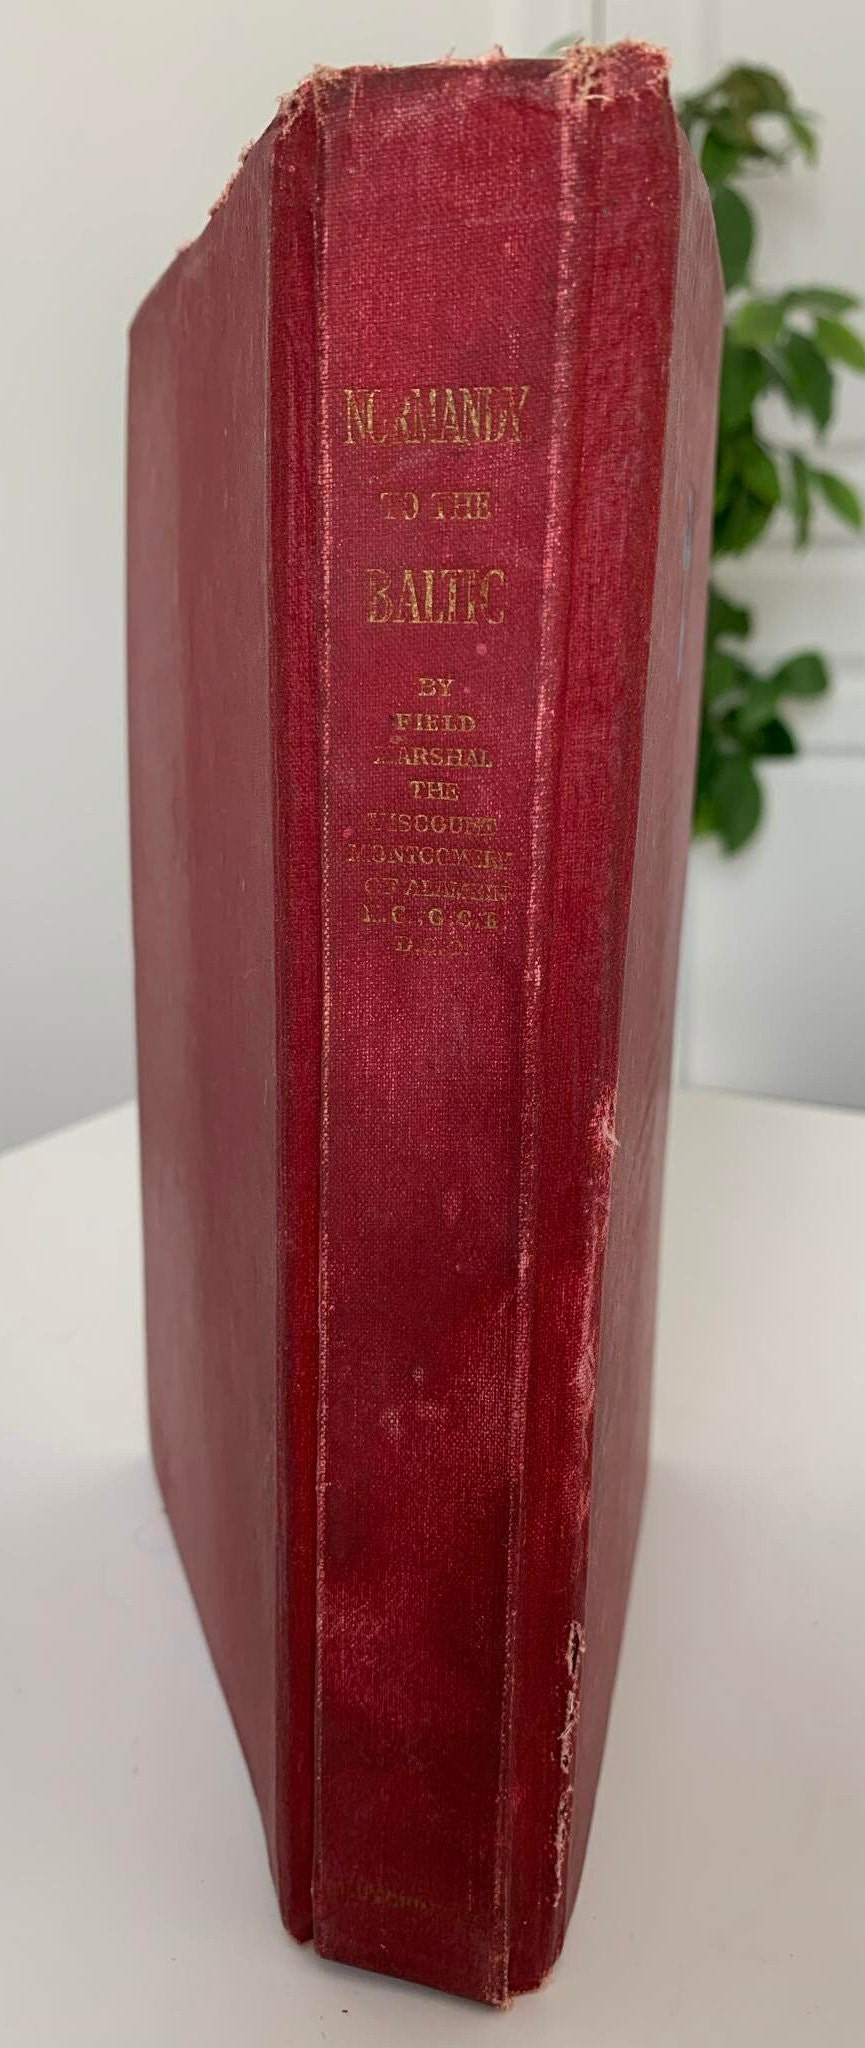 NORMANDY
TO THE
BALTIC
BY
FIELD
MARSHAL
THE
VISCOUNT
MONTGOMERY
OF ALAMEIN
K.G., G.C.B.
D.S.O.